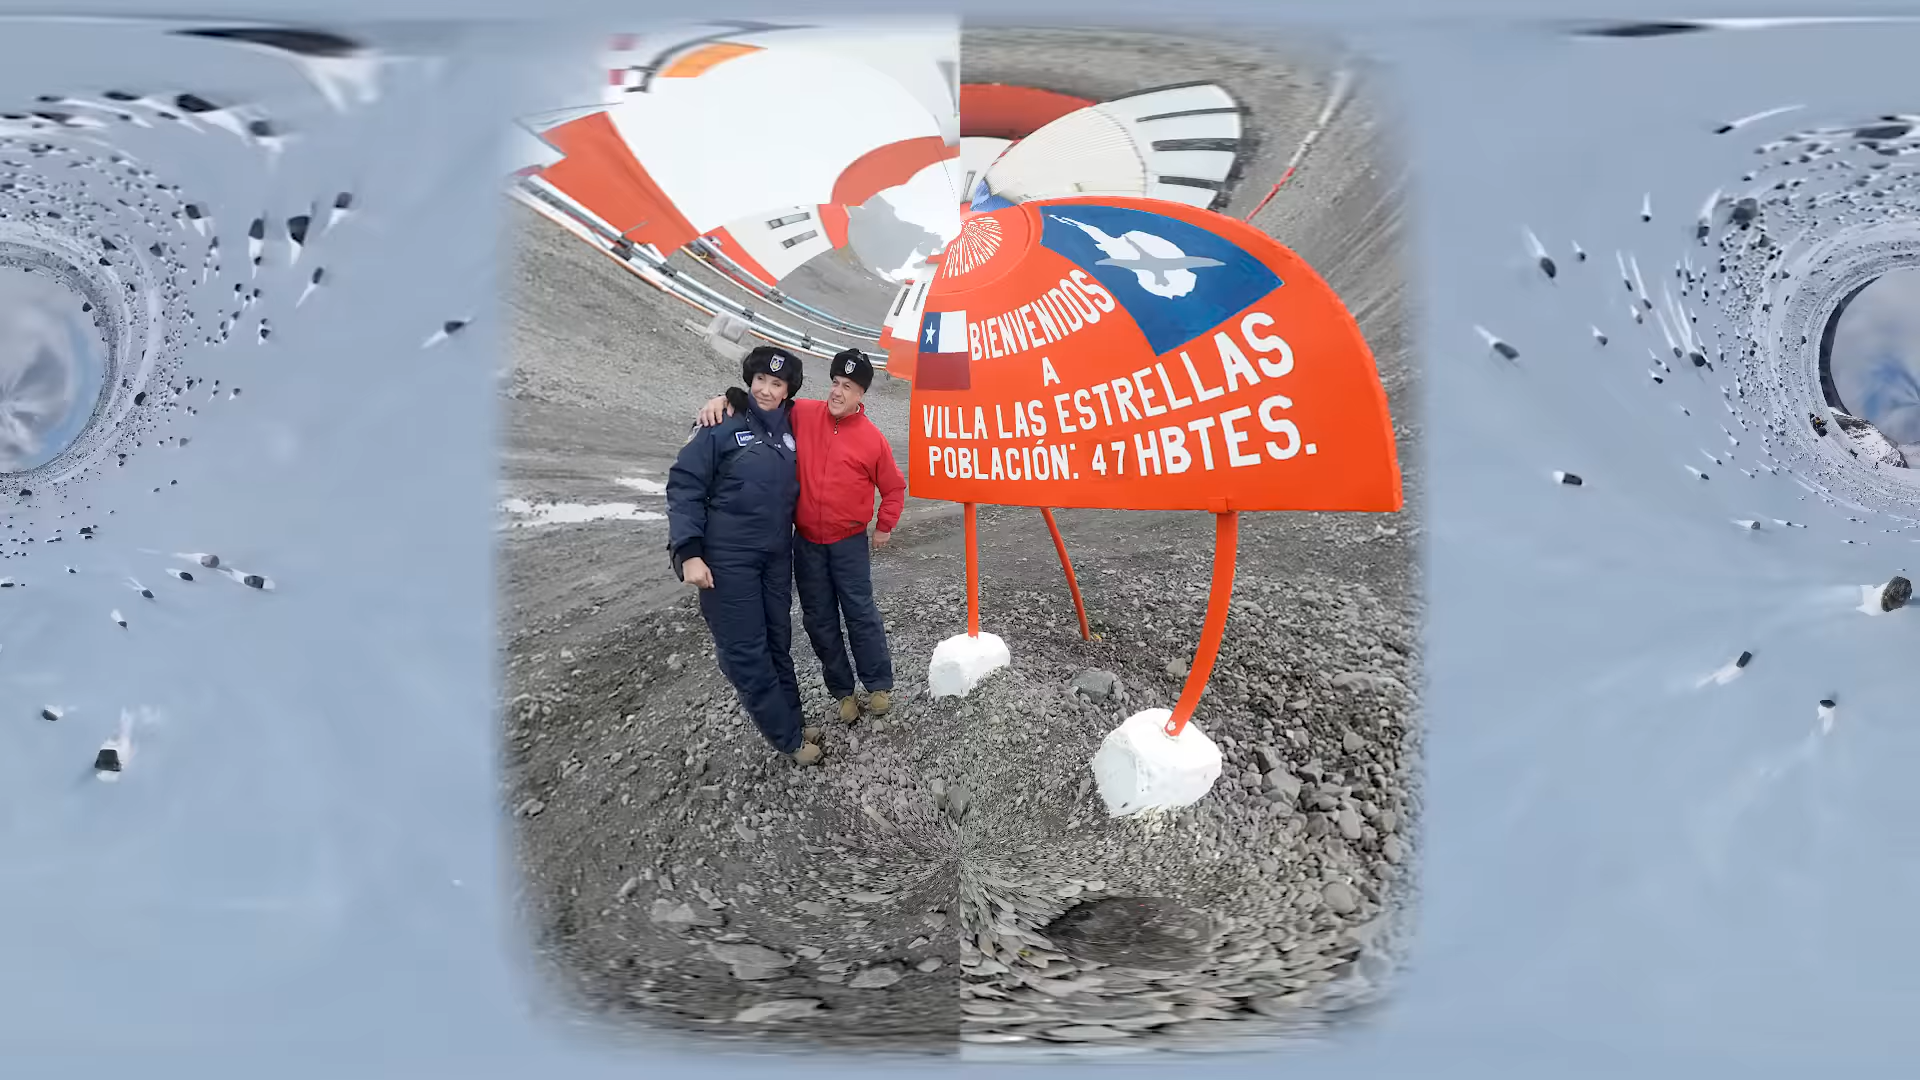 BIENVENIDOS
A
VILLA LAS ESTRELLAS
POBLACIÓN: 47 HBTES.